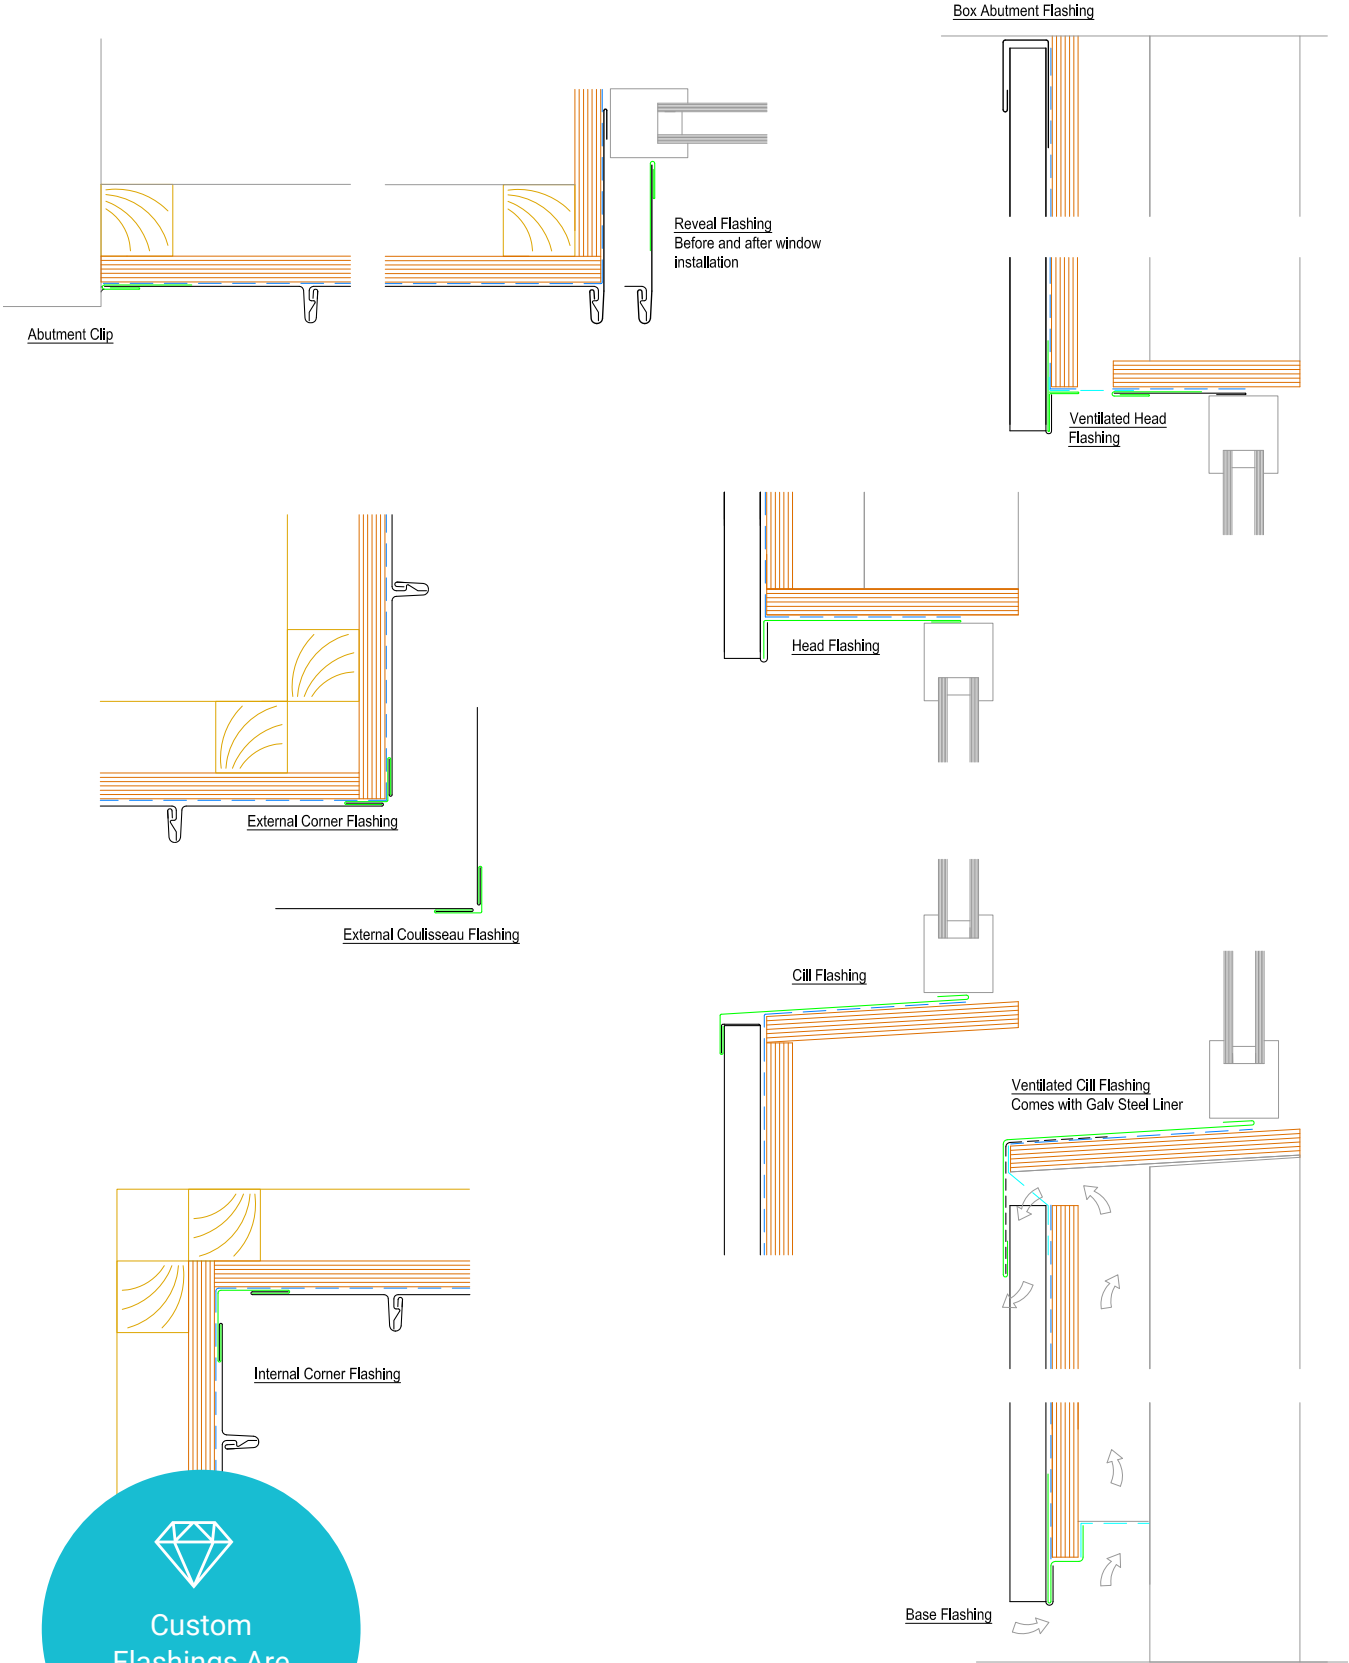 Box Abutment Flashing
Reveal Flashing
Before and after window
installation
Abutment Clip
Ventilated Head
Flashing
Head Flashing
External Corner Flashing
External Coulisseau Flashing
Cill Flashing
Ventilated Cill Flashing
Comes with Galv Steel Liner
Internal Corner Flashing
Base Flashing
Custom
Flashings Are